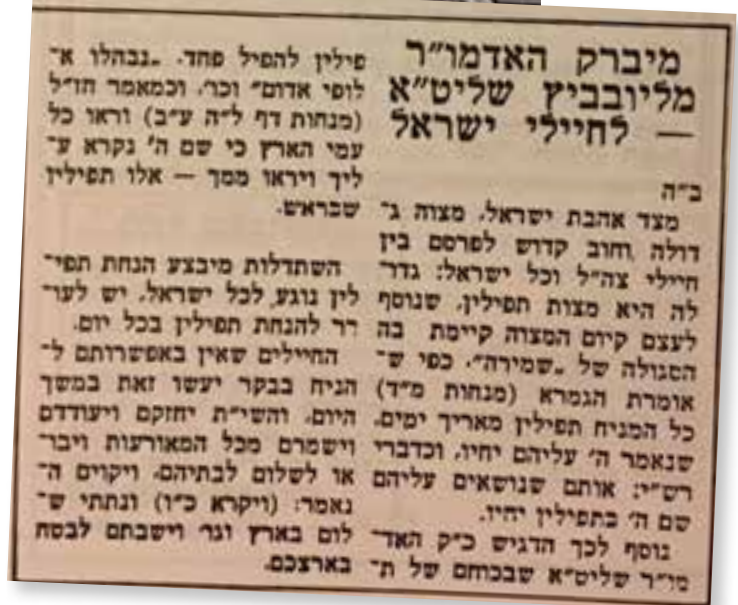 מיברק האדמו״ר
מליובביץ שליט״א
— לחיילי ישראל
ב״ה
מצד אהבת ישראל, מצוה ג־
דולה וחוב קדוש לפרסם בין
חיילי צה״ל וכל ישראל: גדו־
לה היא מצות תפילין, שנוסף
לעצם קיום המצוה קיימת בה
הסגולה של „שמירה״, כפי ש־
אומרת הגמרא (מנחות מ״ד)
כל המניח תפילין מאריך ימים,
שנאמר ה׳ עליהם יחיו, וכדברי
רש״י: אותם שנושאים עליהם
שם ה׳ בתפילין יחיו.
נוסף לכך הדגיש כ״ק האד־
מו״ר שליט״א שבכוחם של ת־
פילין להפיל פחד. „נבהלו א־
לופי אדום״ וכו׳, וכמאמר חז״ל
(מנחות דף ל״ה ע״ב) וראו כל
עמי הארץ כי שם ה׳ נקרא ע־
ליך ויראו ממך — אלו תפילין
שבראש.
השתדלות מיבצע הנחת תפי־
לין נוגע לכל ישראל. יש לעו־
רר להנחת תפילין בכל יום.
החיילים שאין באפשרותם ל־
הניח בבקר יעשו זאת במשך
היום, והשי״ת יחזקם ויעודדם
וישמרם מכל המאורעות ויבו־
או לשלום לבתיהם, ויקוים ה־
נאמר: (ויקרא כ״ו) ונתתי ש־
לום בארץ וגו׳ וישבתם לבטח
בארצכם.